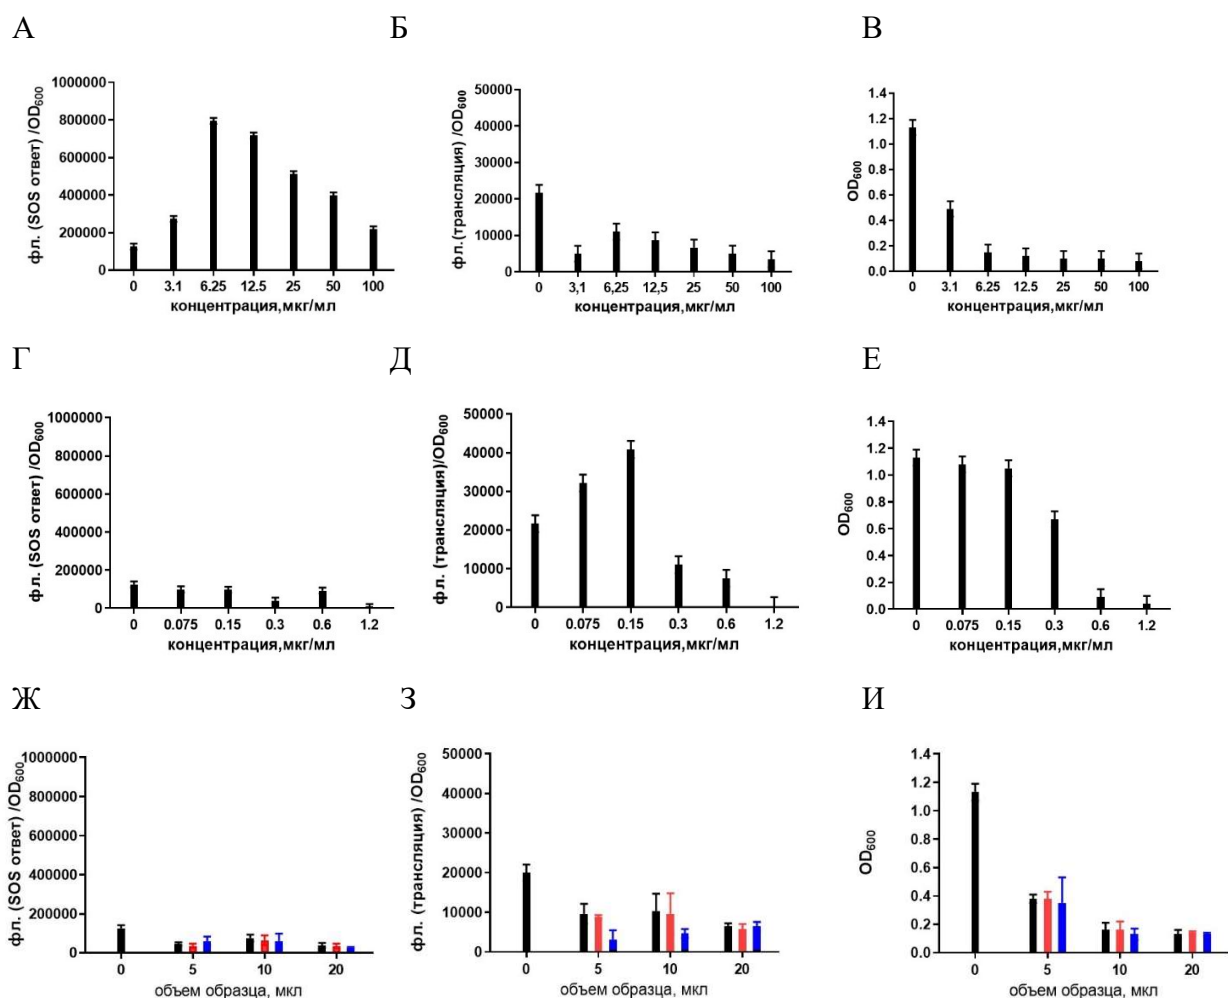 А
Б
В
фл. (SOS ответ) /OD600
1000000
800000
600000
400000
200000
0
0 3.1 6,25 12.5 25 50 100
концентрация,мкг/мл
фл.(трансляция) /OD600
50000
40000
30000
20000
10000
0
0 3,1 6,25 12,5 25 50 100
концентрация,мкг/мл
OD600
1.4
1.2
1.0
0.8
0.6
0.4
0.2
0.0
0 3.1 6.25 12.5 25 50 100
концентрация,мкг/мл
Г
Д
Е
фл. (SOS ответ) /OD600
1000000
800000
600000
400000
200000
0
0 0.075 0.15 0.3 0.6 1.2
концентрация,мкг/мл
фл. (трансляция)/OD600
50000
40000
30000
20000
10000
0
0 0.075 0.15 0.3 0.6 1.2
концентрация,мкг/мл
OD600
1.4
1.2
1.0
0.8
0.6
0.4
0.2
0.0
0 0.075 0.15 0.3 0.6 1.2
концентрация,мкг/мл
Ж
З
И
фл. (SOS ответ) /OD600
1000000
800000
600000
400000
200000
0
0 5 10 20
объем образца, мкл
фл. (трансляция) /OD600
50000
40000
30000
20000
10000
0
0 5 10 20
объем образца, мкл
OD600
1.4
1.2
1.0
0.8
0.6
0.4
0.2
0.0
0 5 10 20
объем образца, мкл